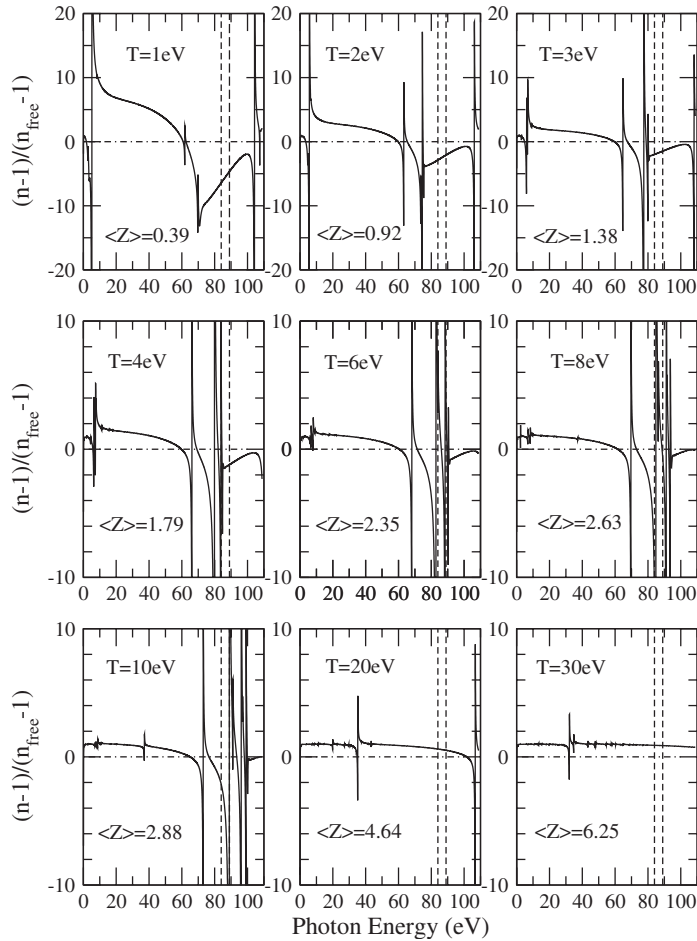 20
10
0
-10
-20
(n-1)/(n_free-1)
T=1eV
<Z>=0.39
0 20 40 60 80 100
20
10
0
-10
-20
T=2eV
<Z>=0.92
0 20 40 60 80 100
20
10
0
-10
-20
T=3eV
<Z>=1.38
0 20 40 60 80 100
10
0
-10
(n-1)/(n_free-1)
T=4eV
<Z>=1.79
0 20 40 60 80 100
10
0
-10
T=6eV
<Z>=2.35
0 20 40 60 80 100
10
0
-10
T=8eV
<Z>=2.63
0 20 40 60 80 100
10
0
-10
(n-1)/(n_free-1)
T=10eV
<Z>=2.88
0 20 40 60 80 100
10
0
-10
T=20eV
<Z>=4.64
0 20 40 60 80 100
10
0
-10
T=30eV
<Z>=6.25
0 20 40 60 80 100
Photon Energy (eV)